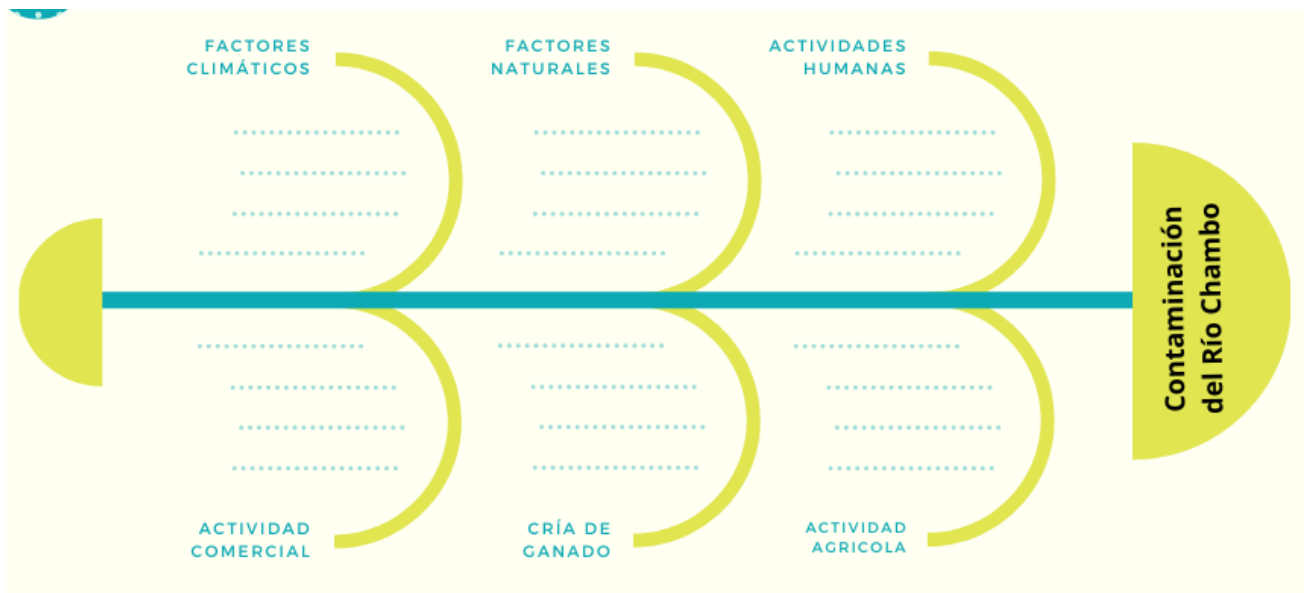 FACTORES
CLIMÁTICOS
FACTORES
NATURALES
ACTIVIDADES
HUMANAS
Contaminación
del Río Chambo
ACTIVIDAD
COMERCIAL
CRÍA DE
GANADO
ACTIVIDAD
AGRICOLA